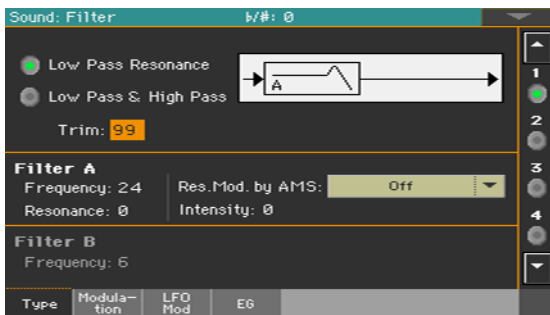 Sound: Filter ♭/#: 0
Low Pass Resonance
Low Pass & High Pass
A
Trim: 99
1
2
3
4
Filter A
Frequency: 24
Resonance: 0
Res.Mod. by AMS: Off
Intensity: 0
Filter B
Frequency: 6
Type
Modula-
tion
LFO
Mod
EG